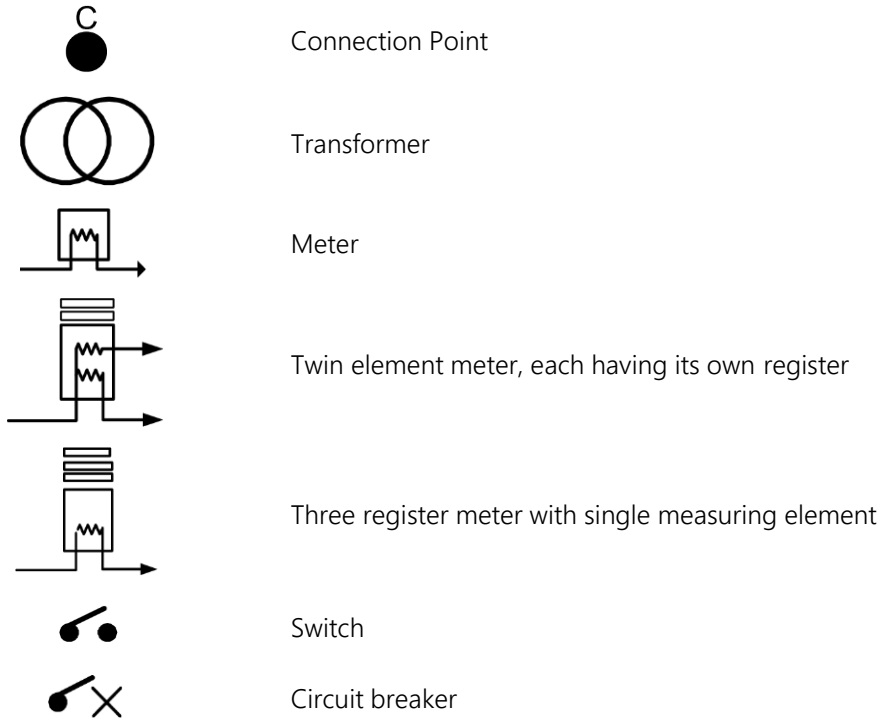 C
Connection Point
Transformer
Meter
Twin element meter, each having its own register
Three register meter with single measuring element
Switch
Circuit breaker